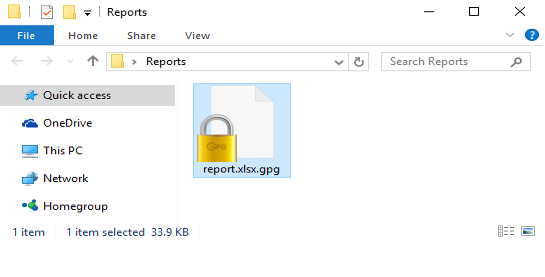 Reports
File Home Share View
Reports Search Reports
Quick access
OneDrive
This PC
Network
Homegroup
GPG
report.xlsx.gpg
1 item 1 item selected 33.9 KB